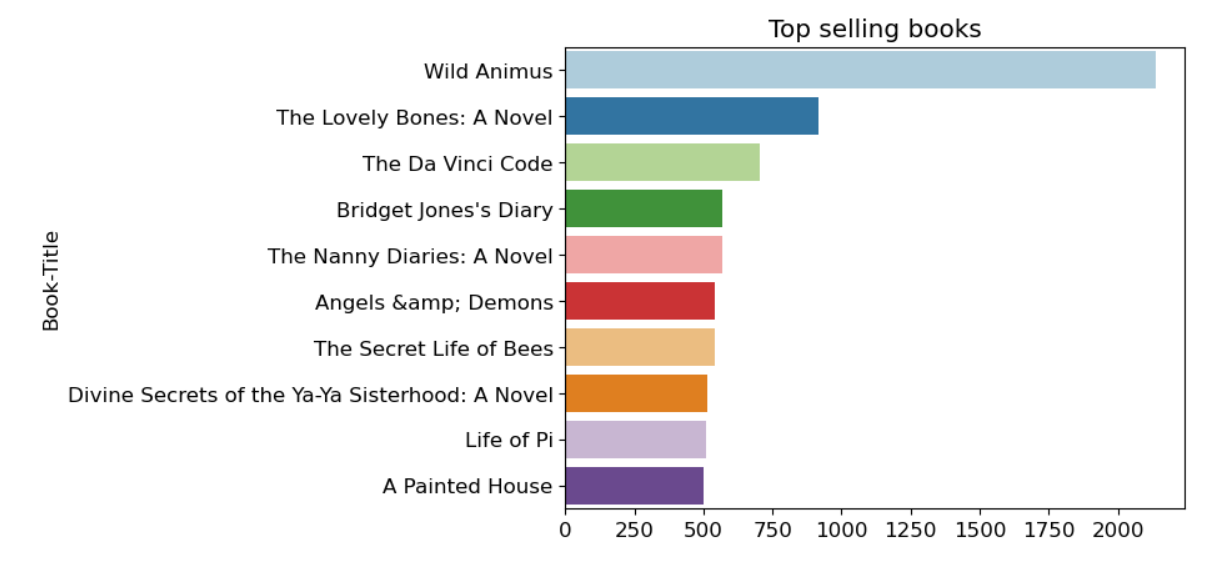 Top selling books
Wild Animus
The Lovely Bones: A Novel
The Da Vinci Code
Bridget Jones's Diary
The Nanny Diaries: A Novel
Angels &amp; Demons
The Secret Life of Bees
Divine Secrets of the Ya-Ya Sisterhood: A Novel
Life of Pi
A Painted House
Book-Title
0 250 500 750 1000 1250 1500 1750 2000